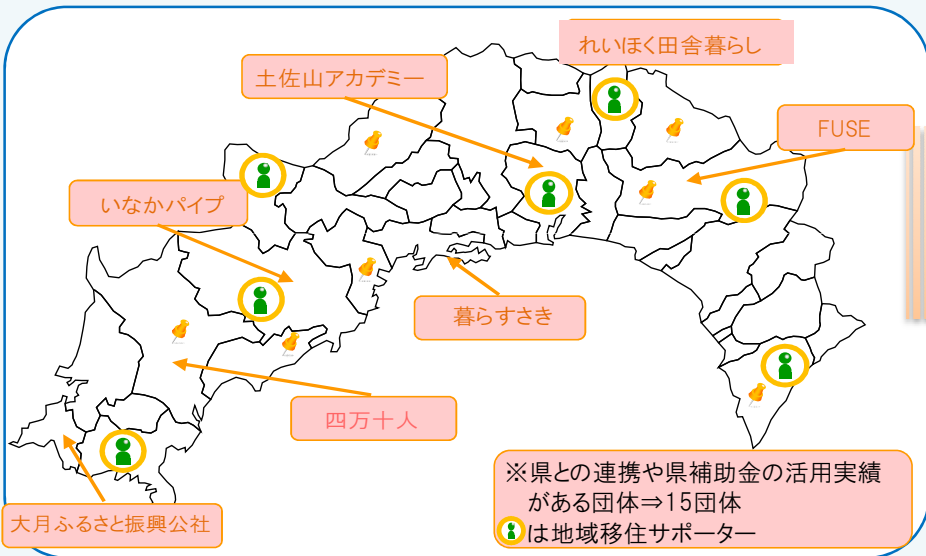 れいほく田舎暮らし
土佐山アカデミー
FUSE
いなかパイプ
暮らすさき
四万十人
大月ふるさと振興公社
※県との連携や県補助金の活用実績
がある団体⇒15団体
は地域移住サポーター